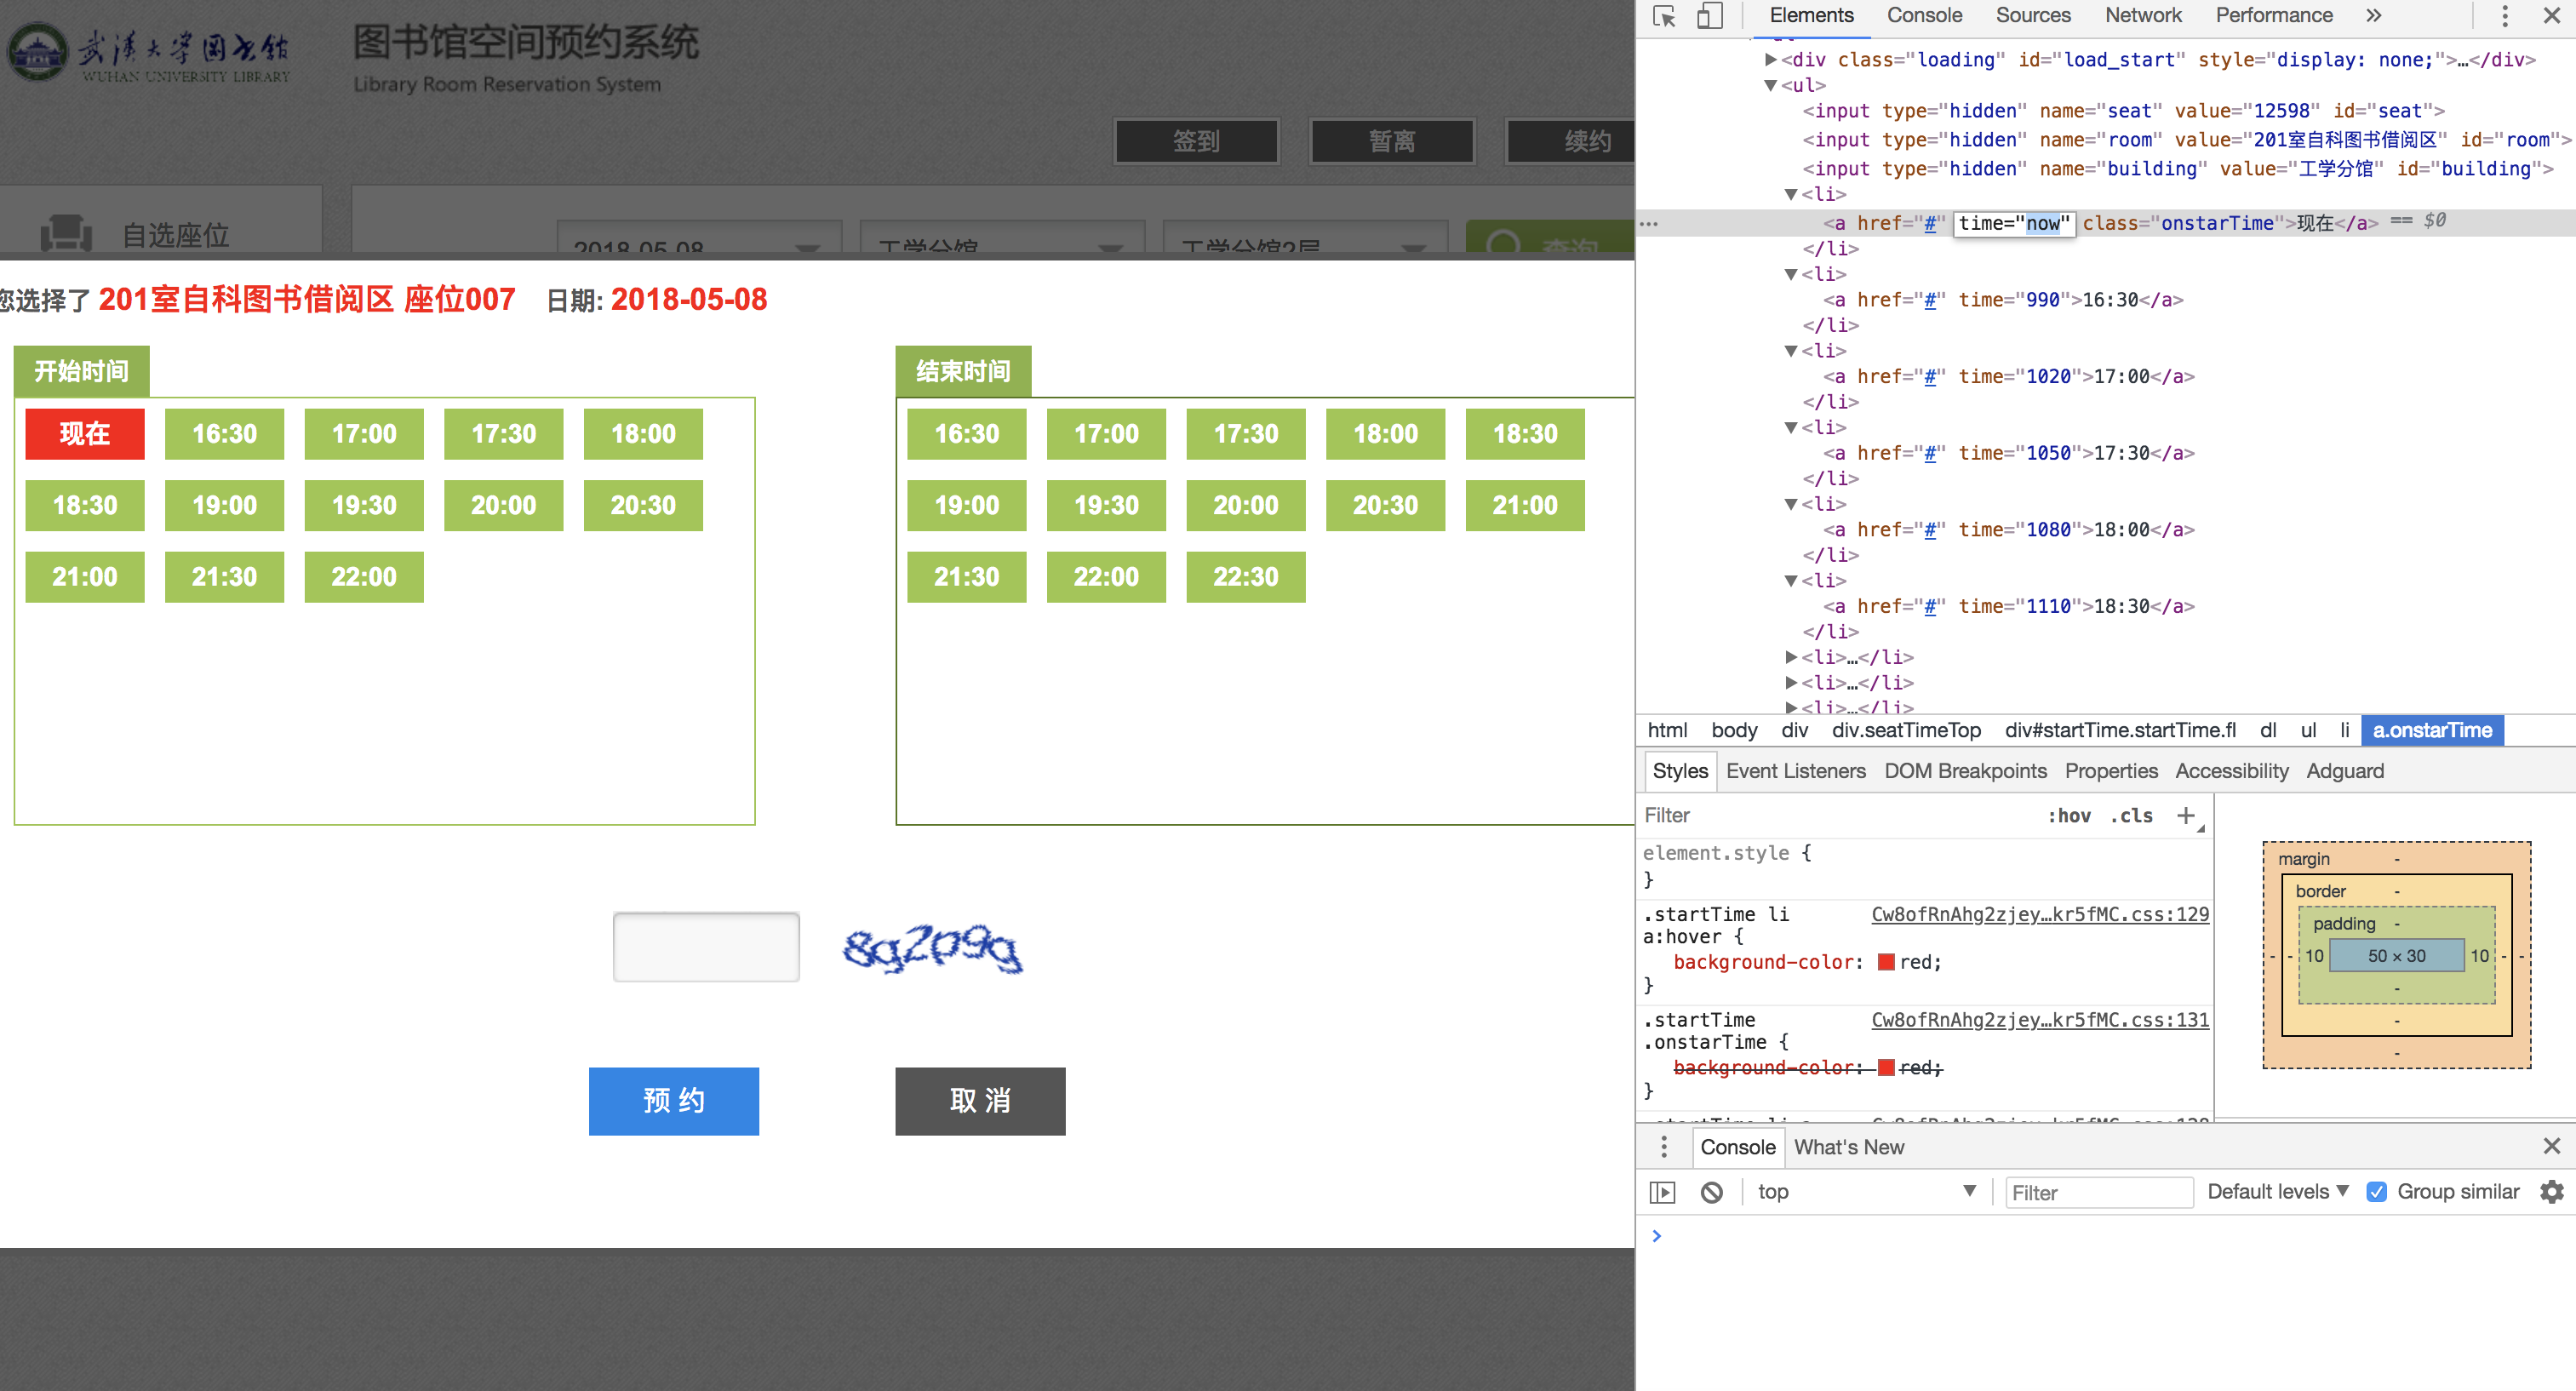 武汉大学图书馆
WUHAN UNIVERSITY LIBRARY
图书馆空间预约系统
Library Room Reservation System
签到 暂离 续约
自选座位
2018-05-08 工学分馆 工学分馆2层 查询
您选择了 201室自科图书借阅区 座位007 日期: 2018-05-08
开始时间
现在 16:30 17:00 17:30 18:00
18:30 19:00 19:30 20:00 20:30
21:00 21:30 22:00
结束时间
16:30 17:00 17:30 18:00 18:30
19:00 19:30 20:00 20:30 21:00
21:30 22:00 22:30
8g2p9g
预 约 取 消
Elements Console Sources Network Performance »
▶<div class="loading" id="load_start" style="display: none;">…</div>
▼<ul>
<input type="hidden" name="seat" value="12598" id="seat">
<input type="hidden" name="room" value="201室自科图书借阅区" id="room">
<input type="hidden" name="building" value="工学分馆" id="building">
▼<li>
<a href="#" time="now" class="onstarTime">现在</a> == $0
</li>
▼<li>
<a href="#" time="990">16:30</a>
</li>
▼<li>
<a href="#" time="1020">17:00</a>
</li>
▼<li>
<a href="#" time="1050">17:30</a>
</li>
▼<li>
<a href="#" time="1080">18:00</a>
</li>
▼<li>
<a href="#" time="1110">18:30</a>
</li>
▶<li>…</li>
▶<li>…</li>
▶<li>…</li>
html body div div.seatTimeTop div#startTime.startTime.fl dl ul li a.onstarTime
Styles Event Listeners DOM Breakpoints Properties Accessibility Adguard
Filter :hov .cls +
element.style {
}
.startTime li Cw8ofRnAhg2zjey…kr5fMC.css:129
a:hover {
background-color: red;
}
.startTime Cw8ofRnAhg2zjey…kr5fMC.css:131
.onstarTime {
background-color: red;
}
margin -
border -
padding -
- - 10 50 × 30 10 - -
-
-
-
Console What's New
top Filter Default levels Group similar